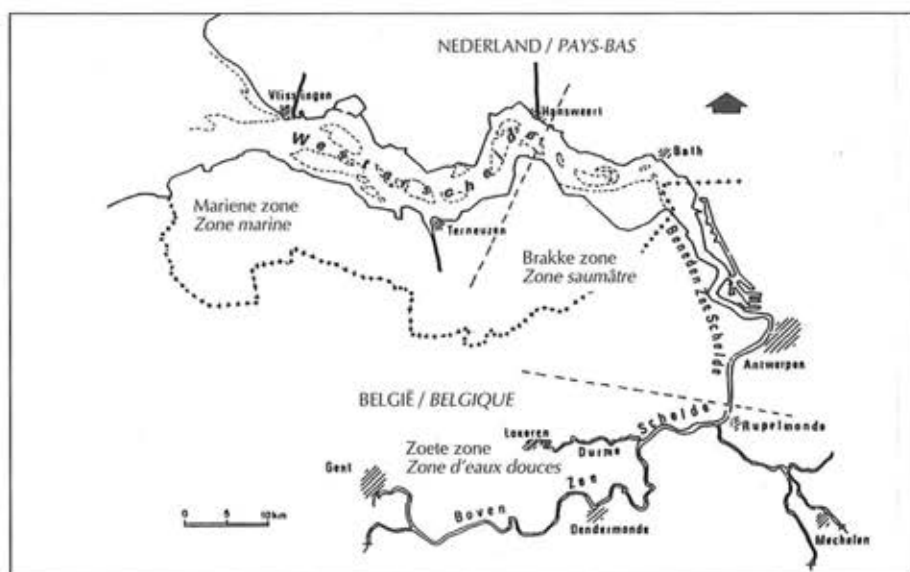 NEDERLAND / PAYS-BAS
Vlissingen
Hansweert
Bath
Westerschelde
Mariene zone
Zone marine
Terneuzen
Brakke zone
Zone saumâtre
Beneden Zee Schelde
Antwerpen
BELGIË / BELGIQUE
Schelde
Rupelmonde
Lokeren
Durme
Zoete zone
Zone d'eaux douces
Gent
Boven Zee
Dendermonde
Mechelen
0 5 10km